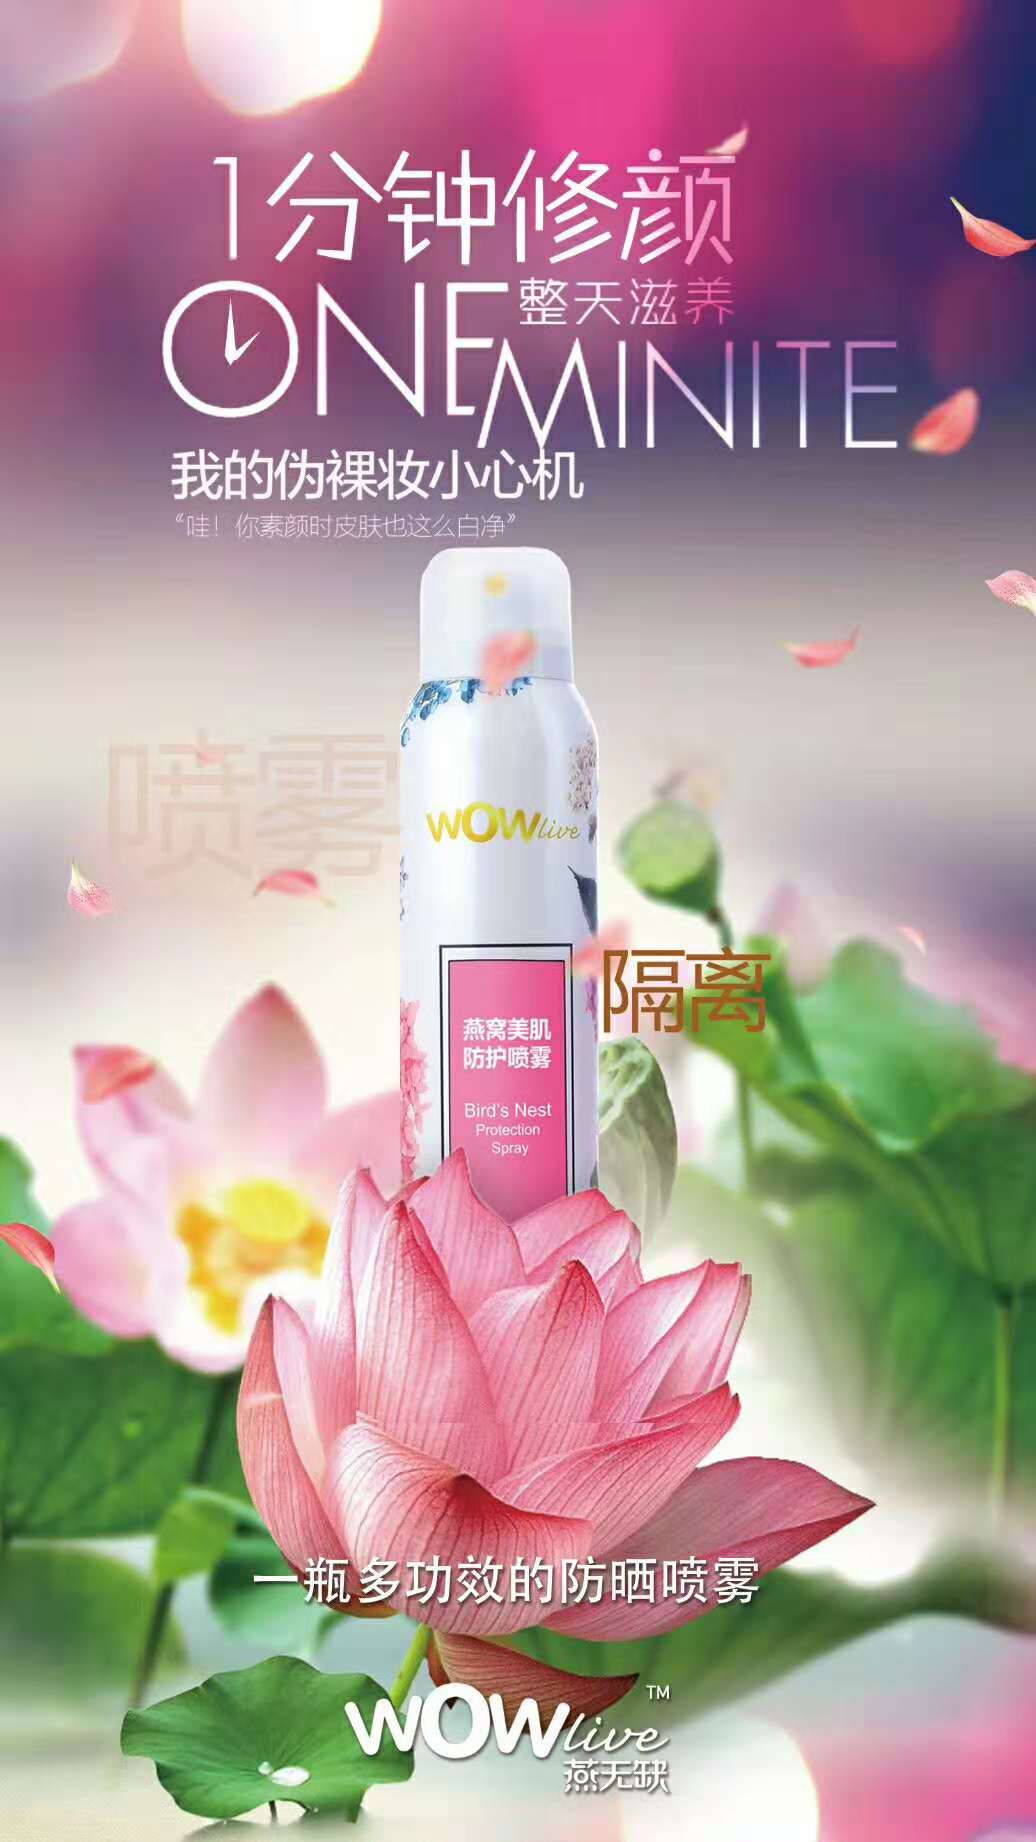 1分钟修颜
整天滋养
ONE
MINITE
我的伪裸妆小心机
“哇！你素颜时皮肤也这么白净”
喷雾
wowlive
隔离
燕窝美肌
防护喷雾
Bird's Nest
Protection
Spray
一瓶多功效的防晒喷雾
wowlive™
燕无缺